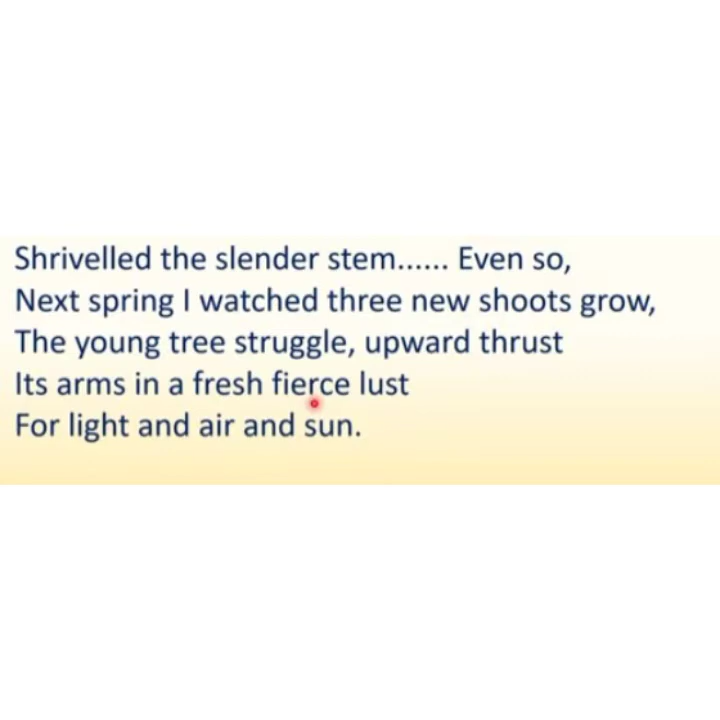 Shrivelled the slender stem...... Even so,
Next spring I watched three new shoots grow,
The young tree struggle, upward thrust
Its arms in a fresh fierce lust
For light and air and sun.